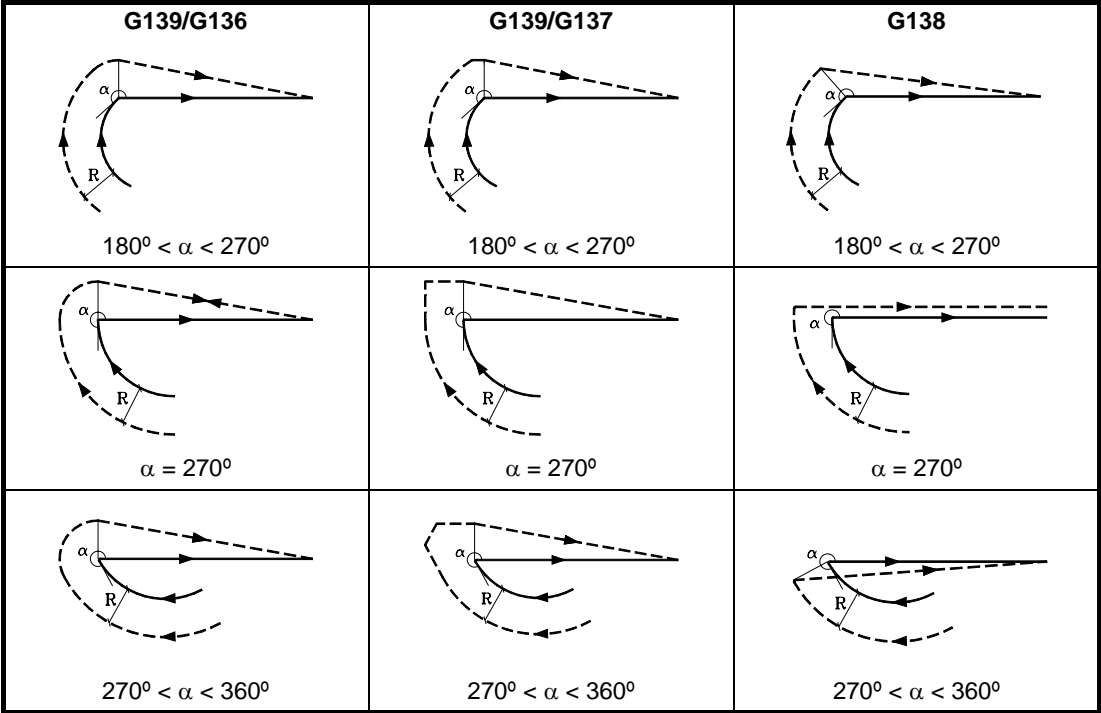 G139/G136
G139/G137
G138
α
R
α
R
α
R
180º < α < 270º
180º < α < 270º
180º < α < 270º
α
R
α
R
α
R
α = 270º
α = 270º
α = 270º
α
R
α
R
α
R
270º < α < 360º
270º < α < 360º
270º < α < 360º